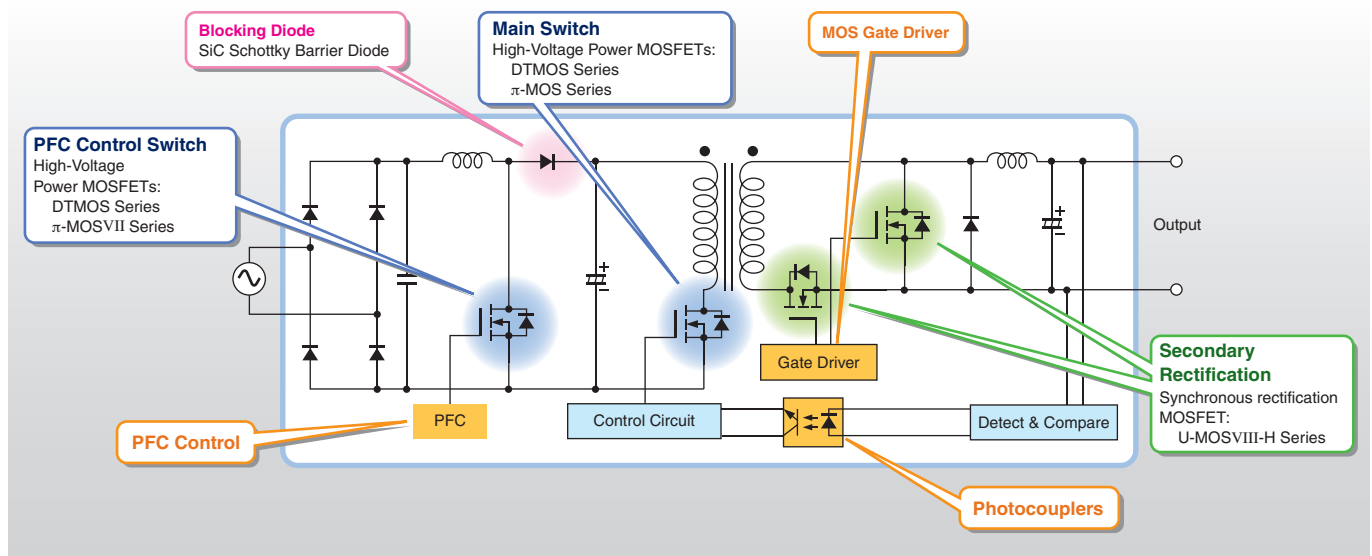 Blocking Diode
SiC Schottky Barrier Diode
Main Switch
High-Voltage Power MOSFETs:
DTMOS Series
π-MOS Series
MOS Gate Driver
PFC Control Switch
High-Voltage
Power MOSFETs:
DTMOS Series
π-MOSVII Series
+
−
+
−
Output
Gate Driver
Secondary
Rectification
Synchronous rectification
MOSFET:
U-MOSVIII-H Series
PFC
Control Circuit
Detect & Compare
PFC Control
Photocouplers